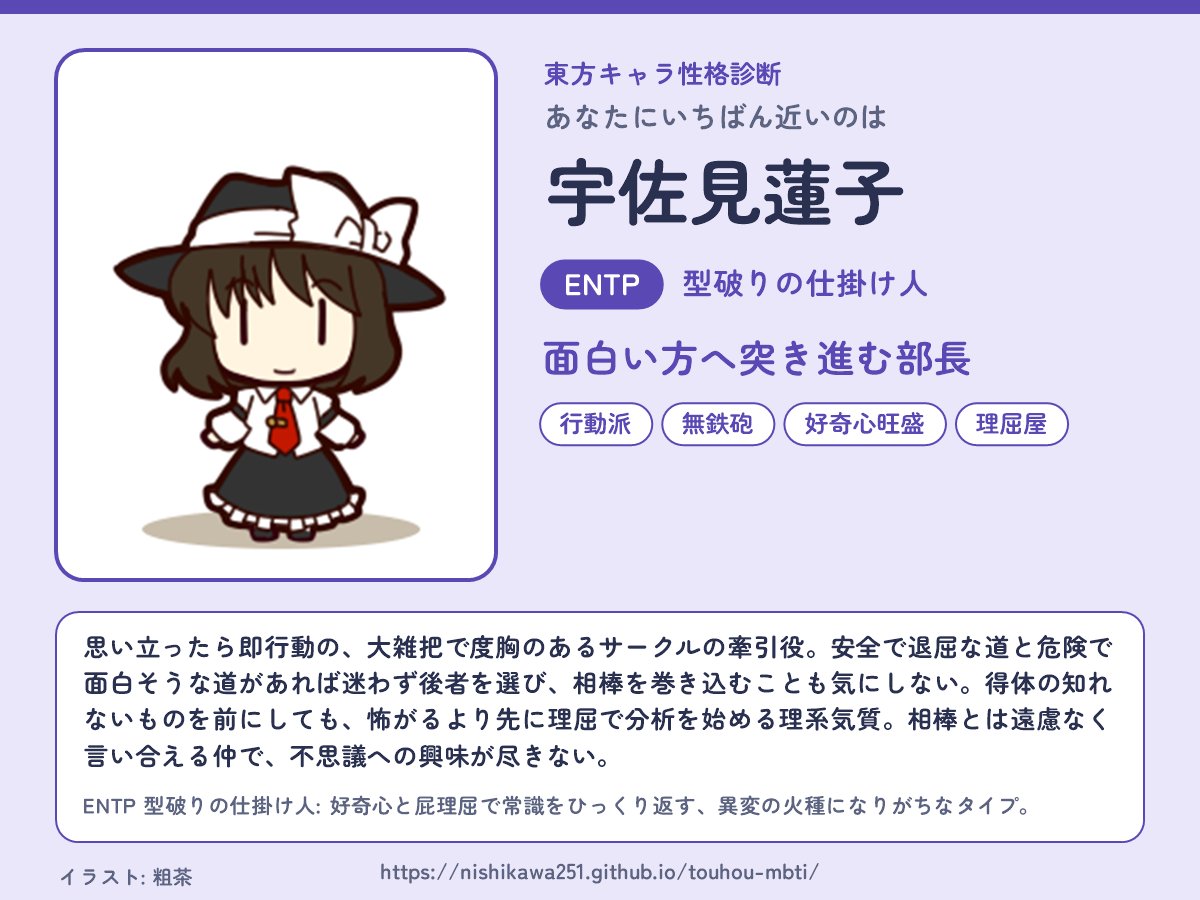 東方キャラ性格診断
あなたにいちばん近いのは
宇佐見蓮子
ENTP 型破りの仕掛け人
面白い方へ突き進む部長
行動派 無鉄砲 好奇心旺盛 理屈屋
思い立ったら即行動の、大雑把で度胸のあるサークルの牽引役。安全で退屈な道と危険で
面白そうな道があれば迷わず後者を選び、相棒を巻き込むことも気にしない。得体の知れ
ないものを前にしても、怖がるより先に理屈で分析を始める理系気質。相棒とは遠慮なく
言い合える仲で、不思議への興味が尽きない。
ENTP 型破りの仕掛け人: 好奇心と屁理屈で常識をひっくり返す、異変の火種になりがちなタイプ。
イラスト: 粗茶
https://nishikawa251.github.io/touhou-mbti/